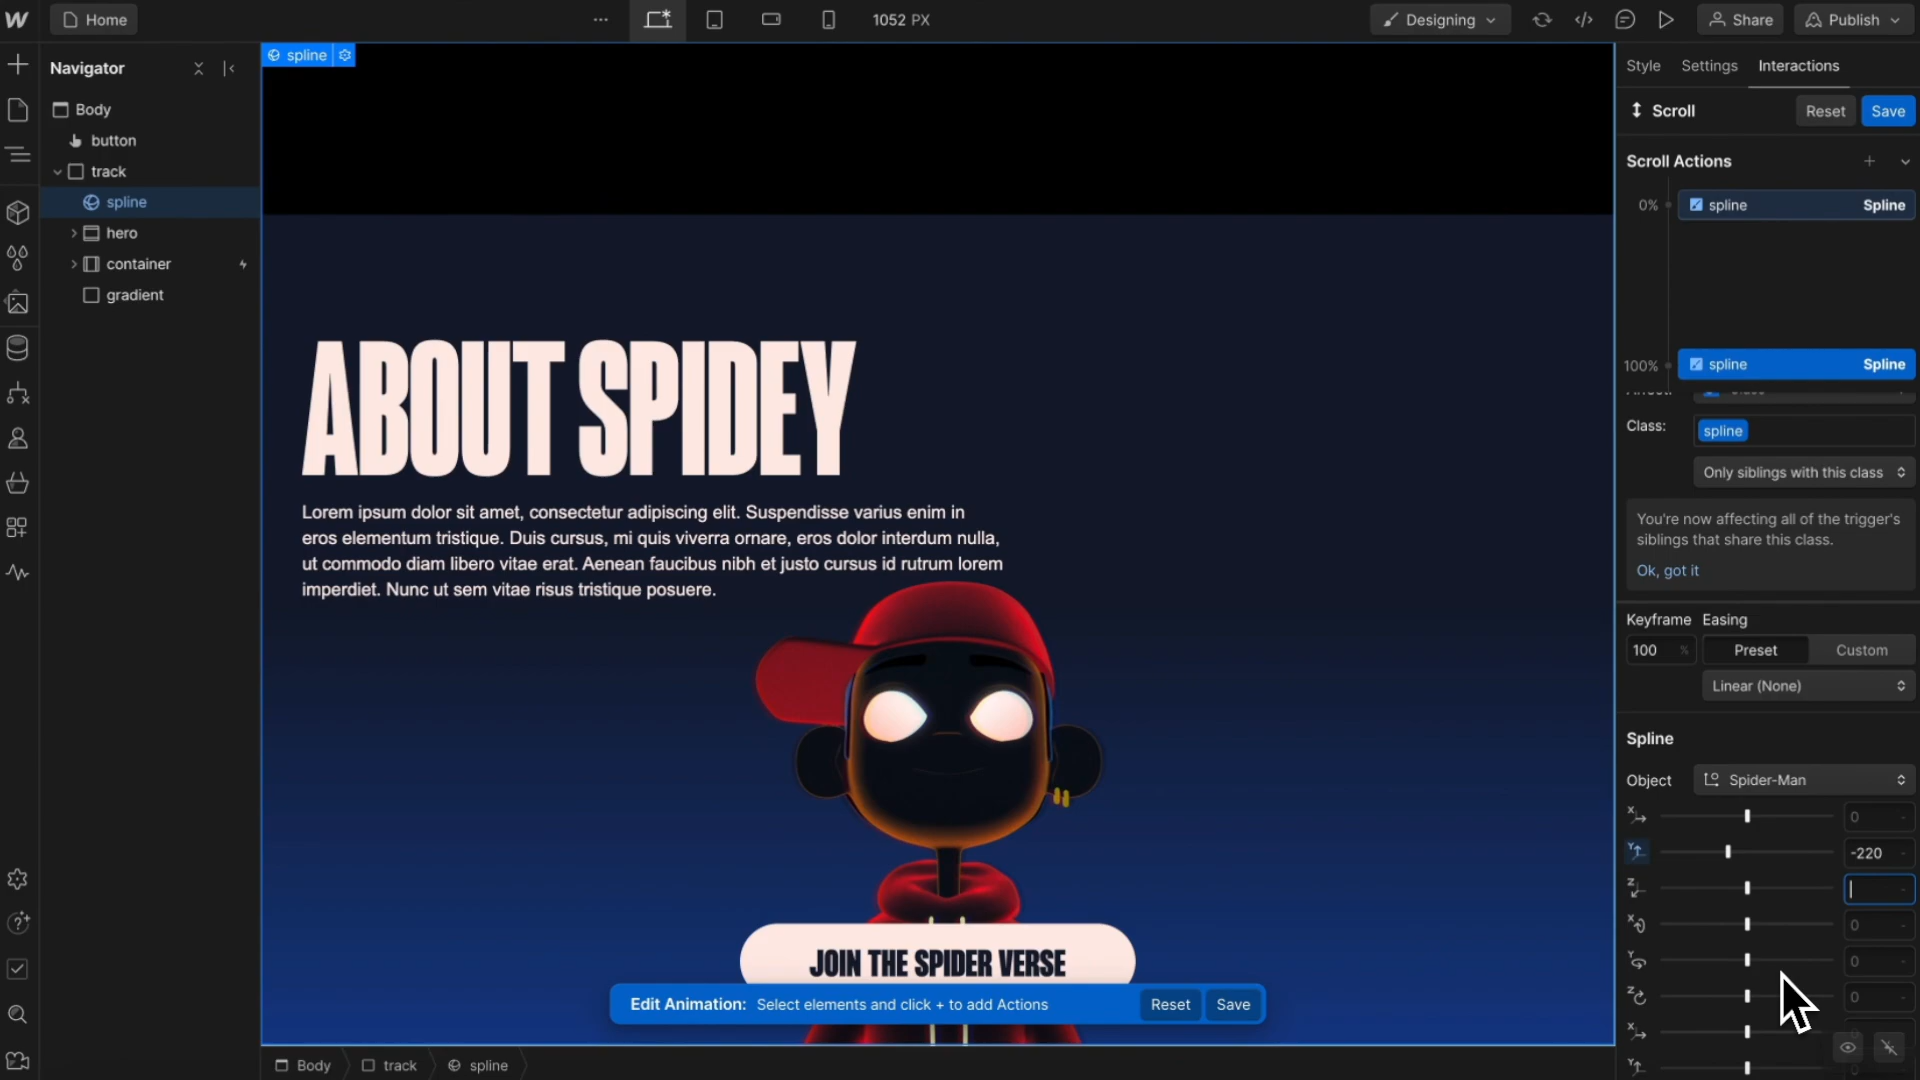 Home
1052 PX
Designing
Share
Publish
spline
Navigator
Body
button
track
spline
hero
container
gradient
ABOUT SPIDEY
Lorem ipsum dolor sit amet, consectetur adipiscing elit. Suspendisse varius enim in
eros elementum tristique. Duis cursus, mi quis viverra ornare, eros dolor interdum nulla,
ut commodo diam libero vitae erat. Aenean faucibus nibh et justo cursus id rutrum lorem
imperdiet. Nunc ut sem vitae risus tristique posuere.
JOIN THE SPIDER VERSE
Edit Animation: Select elements and click + to add Actions
Reset
Save
Body
track
spline
Style
Settings
Interactions
Scroll
Reset
Save
Scroll Actions
0%
spline
Spline
100%
spline
Spline
Class:
spline
Only siblings with this class
You're now affecting all of the trigger's
siblings that share this class.
Ok, got it
Keyframe
Easing
100 %
Preset
Custom
Linear (None)
Spline
Object
Spider-Man
X
0 -
Y
-220 -
Z
-
X
0 -
Y
0 -
Z
0 -
X
Y